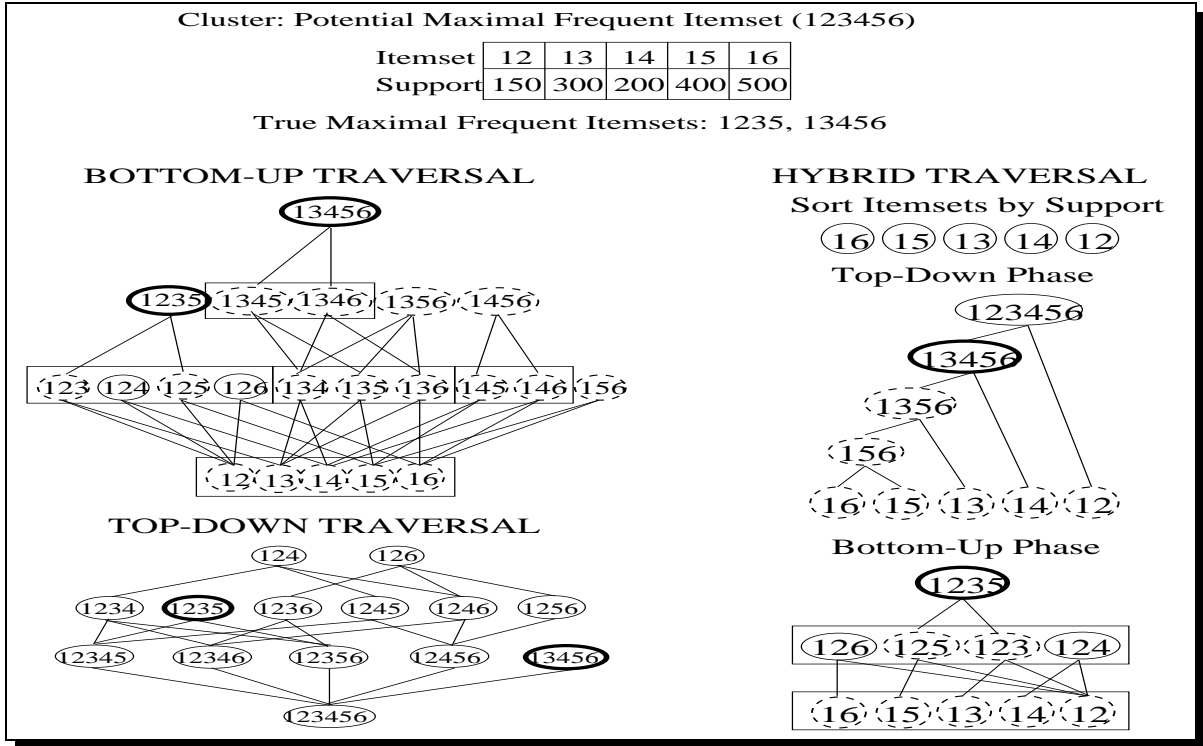 Cluster: Potential Maximal Frequent Itemset (123456)
Itemset 12 13 14 15 16
Support 150 300 200 400 500
True Maximal Frequent Itemsets: 1235, 13456
BOTTOM-UP TRAVERSAL
13456
1235 1345 1346 1356 1456
123 124 125 126 134 135 136 145 146 156
12 13 14 15 16
TOP-DOWN TRAVERSAL
124 126
1234 1235 1236 1245 1246 1256
12345 12346 12356 12456 13456
123456
HYBRID TRAVERSAL
Sort Itemsets by Support
16 15 13 14 12
Top-Down Phase
123456
13456
1356
156
16 15 13 14 12
Bottom-Up Phase
1235
126 125 123 124
16 15 13 14 12